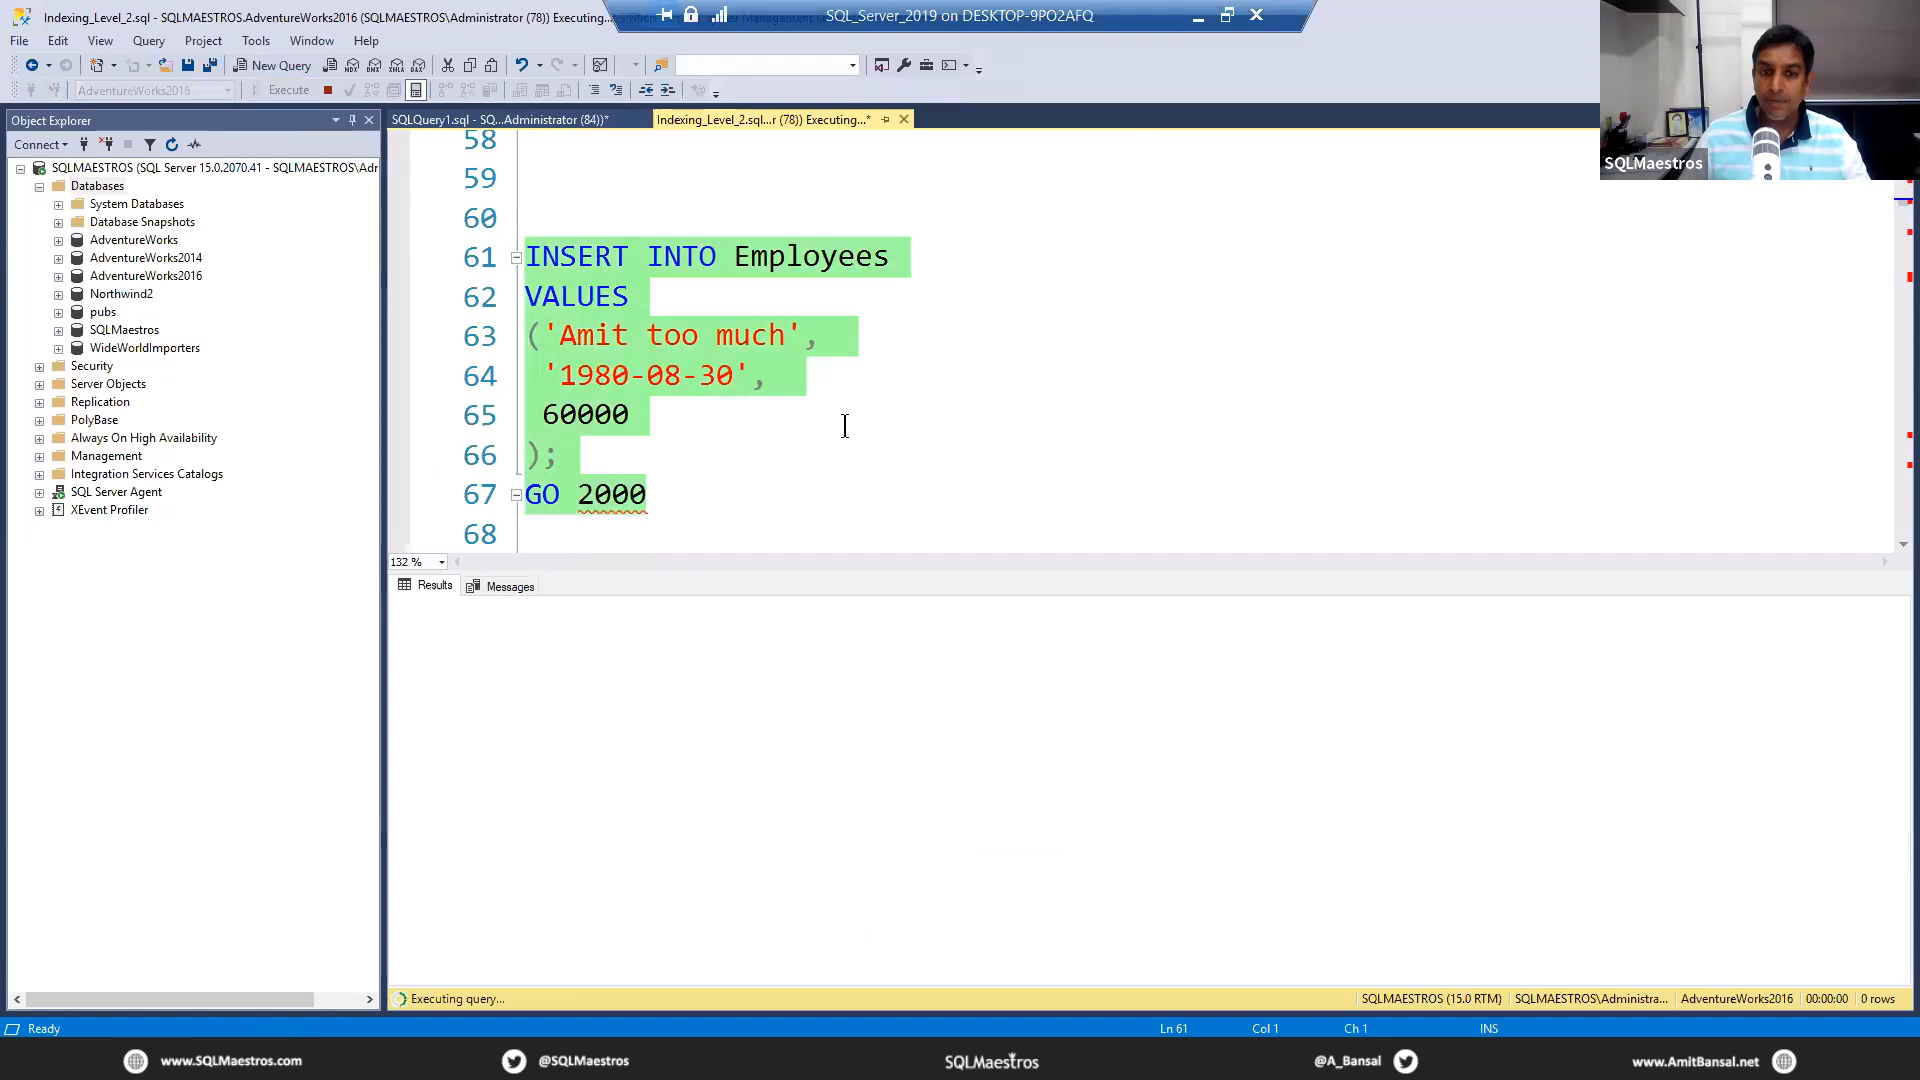 Indexing_Level_2.sql - SQLMAESTROS.AdventureWorks2016 (SQLMAESTROS\Administrator (78)) Executing...*
SQL_Server_2019 on DESKTOP-9PO2AFQ
File Edit View Query Project Tools Window Help
New Query
AdventureWorks2016 Execute
Object Explorer
SQLQuery1.sql - SQ...Administrator (84))*
Indexing_Level_2.sql...r (78)) Executing...*
Connect
SQLMAESTROS (SQL Server 15.0.2070.41 - SQLMAESTROS\Adr
Databases
System Databases
Database Snapshots
AdventureWorks
AdventureWorks2014
AdventureWorks2016
Northwind2
pubs
SQLMaestros
WideWorldImporters
Security
Server Objects
Replication
PolyBase
Always On High Availability
Management
Integration Services Catalogs
SQL Server Agent
XEvent Profiler
58
59
60
61 INSERT INTO Employees
62 VALUES
63 ('Amit too much',
64 '1980-08-30',
65 60000
66 );
67 GO 2000
68
132 %
Results Messages
SQLMaestros
Executing query...
SQLMAESTROS (15.0 RTM) SQLMAESTROS\Administra... AdventureWorks2016 00:00:00 0 rows
Ready Ln 61 Col 1 Ch 1 INS
www.SQLMaestros.com @SQLMaestros SQLMaestros @A_Bansal www.AmitBansal.net